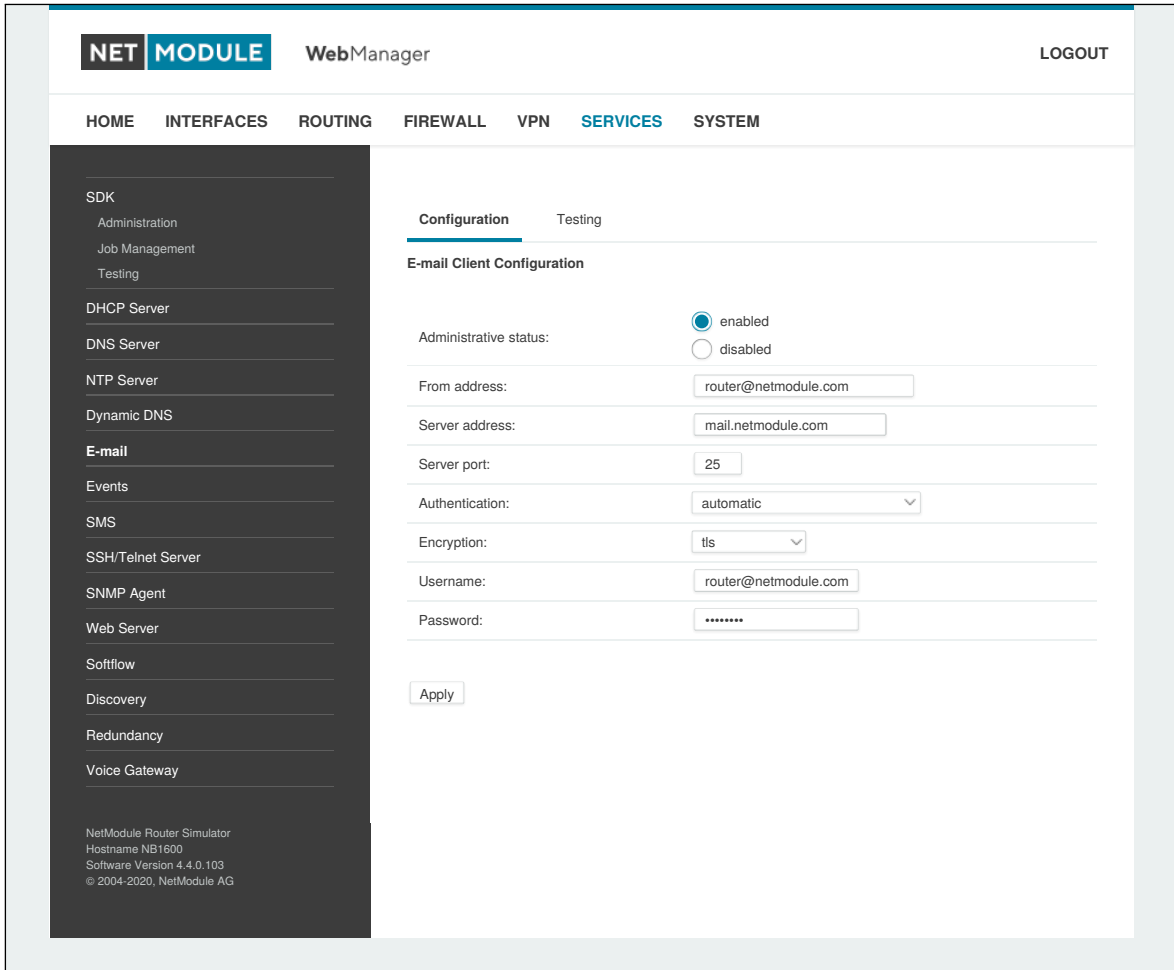 NET MODULE WebManager LOGOUT
HOME INTERFACES ROUTING FIREWALL VPN SERVICES SYSTEM
SDK
Administration
Job Management
Testing
DHCP Server
DNS Server
NTP Server
Dynamic DNS
E-mail
Events
SMS
SSH/Telnet Server
SNMP Agent
Web Server
Softflow
Discovery
Redundancy
Voice Gateway
NetModule Router Simulator
Hostname NB1600
Software Version 4.4.0.103
© 2004-2020, NetModule AG
Configuration Testing
E-mail Client Configuration
Administrative status:
enabled
disabled
From address: router@netmodule.com
Server address: mail.netmodule.com
Server port: 25
Authentication: automatic
Encryption: tls
Username: router@netmodule.com
Password: ••••••••
Apply